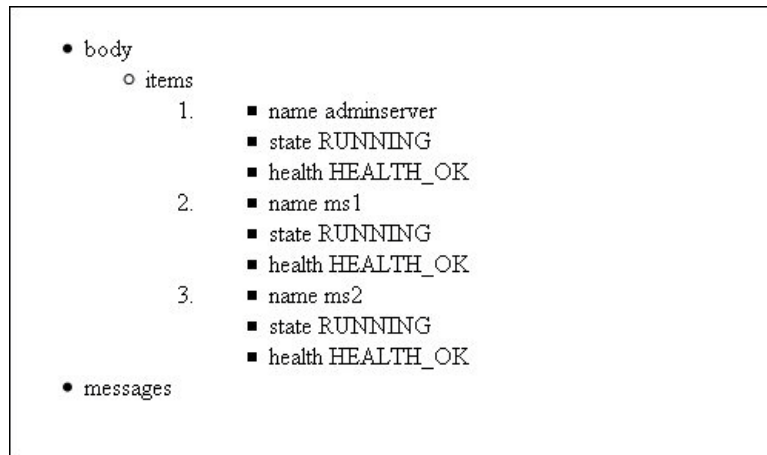 body
items
1. name adminserver
state RUNNING
health HEALTH_OK
2. name ms1
state RUNNING
health HEALTH_OK
3. name ms2
state RUNNING
health HEALTH_OK
messages